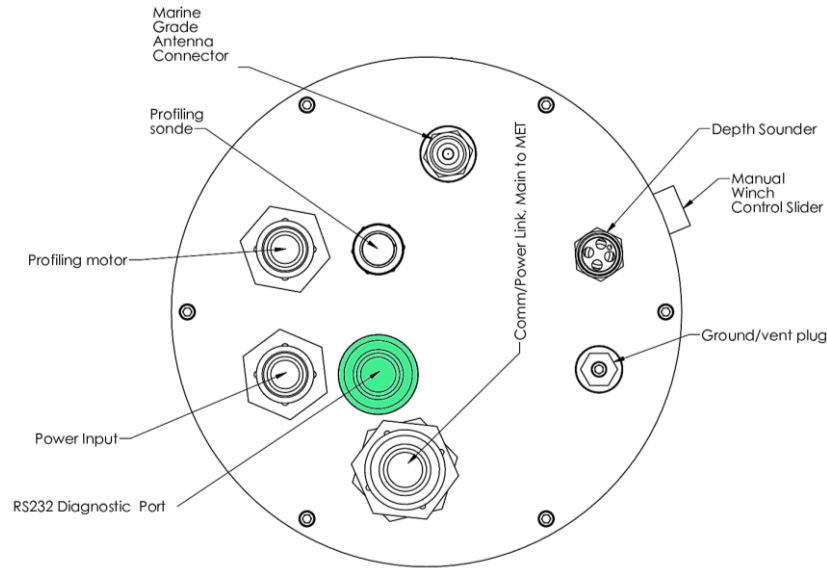 Marine
Grade
Antenna
Connector
Profiling
sonde
Comm/Power Link, Main to MET
Depth Sounder
Manual
Winch
Control Slider
Profiling motor
Ground/vent plug
Power Input
RS232 Diagnostic Port